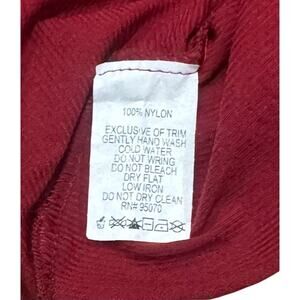 100% NYLON
EXCLUSIVE OF TRIM
GENTLY HAND WASH
COLD WATER
DO NOT WRING
DO NOT BLEACH
DRY FLAT
LOW IRON
DO NOT DRY CLEAN
RN# 95070